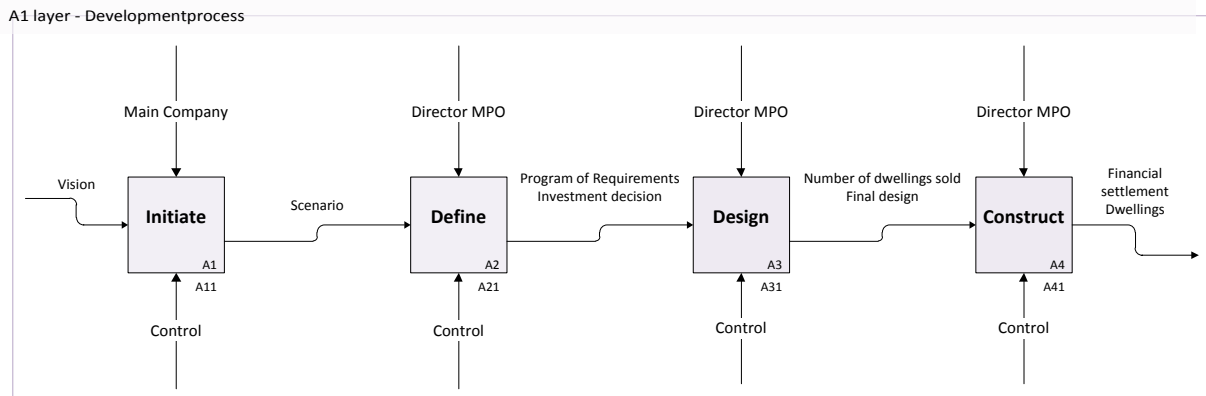 A1 layer - Developmentprocess
Main Company
Director MPO
Director MPO
Director MPO
Vision
Scenario
Program of Requirements
Investment decision
Number of dwellings sold
Final design
Financial
settlement
Dwellings
Initiate
Define
Design
Construct
A1
A2
A3
A4
A11
A21
A31
A41
Control
Control
Control
Control